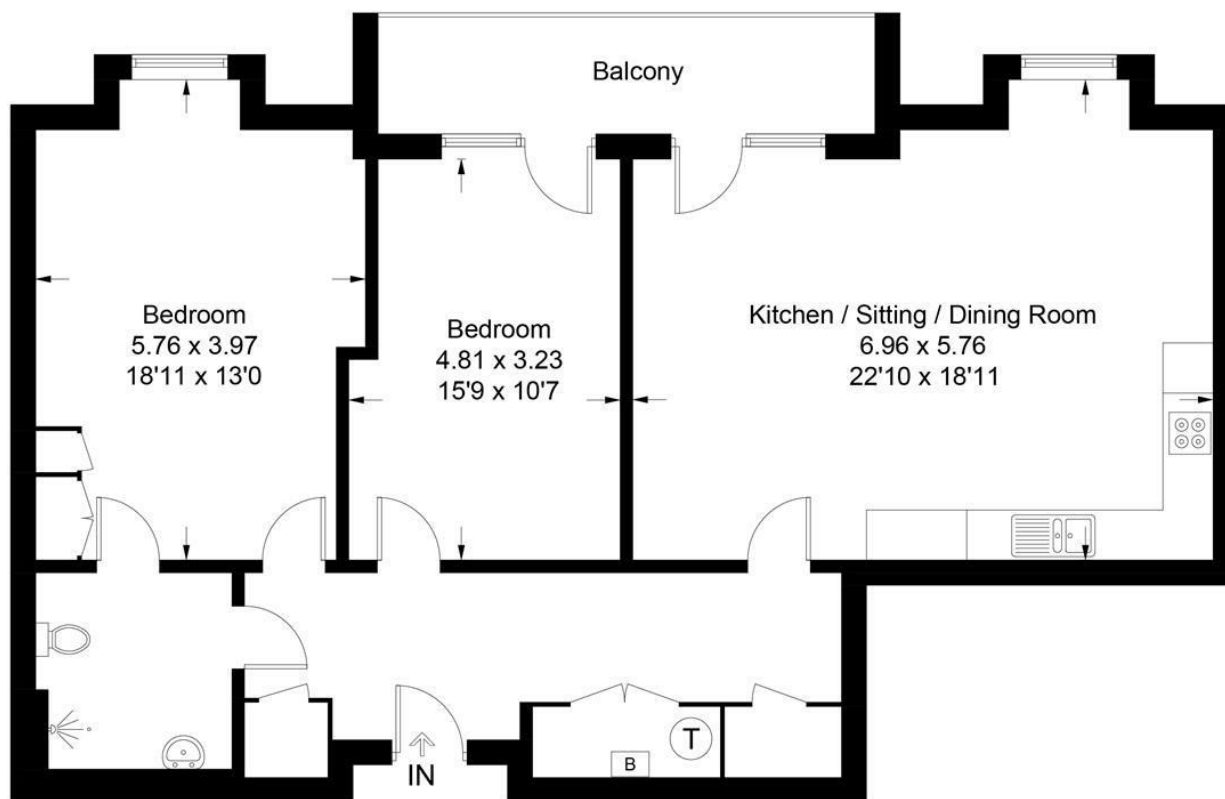 Balcony
Bedroom
5.76 x 3.97
18'11 x 13'0
Bedroom
4.81 x 3.23
15'9 x 10'7
Kitchen / Sitting / Dining Room
6.96 x 5.76
22'10 x 18'11
IN
B
T